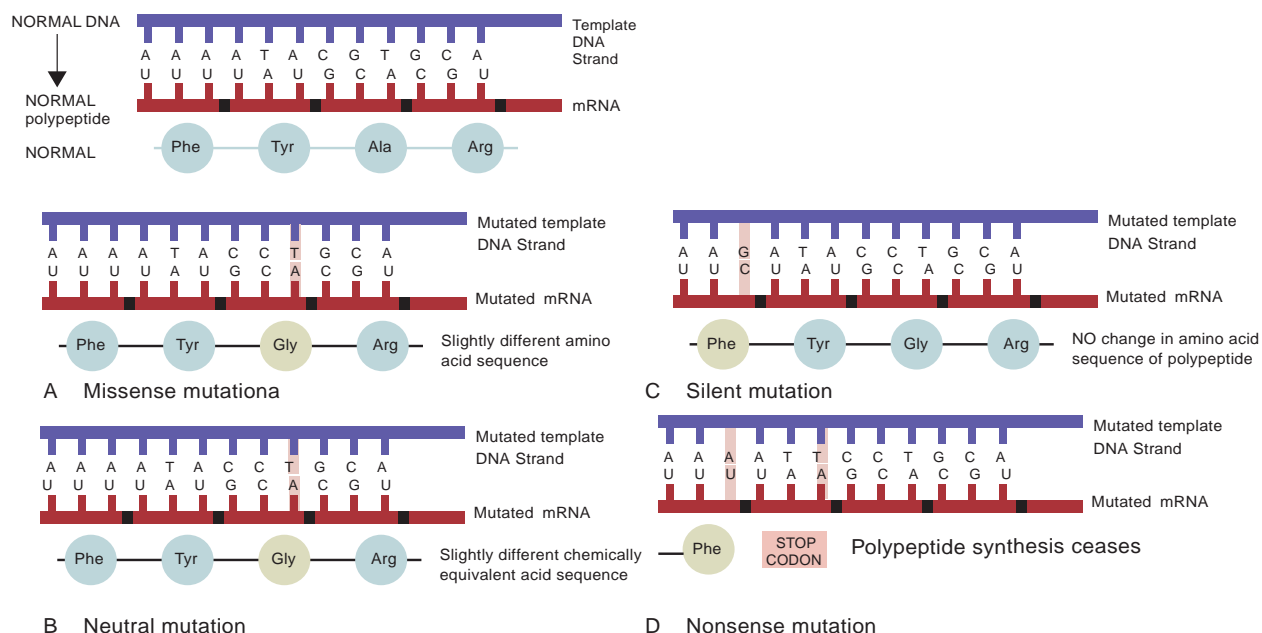 NORMAL DNA
Template
DNA
Strand
A A A A T A C G T G C A
U U U U A U G C A C G U
NORMAL
polypeptide
mRNA
NORMAL
Phe Tyr Ala Arg
Mutated template
DNA Strand
A A A A T A C C T G C A
U U U U A U G C A C G U
Mutated mRNA
Phe Tyr Gly Arg
Slightly different amino
acid sequence
A Missense mutationa
Mutated template
DNA Strand
A A G A T A C C T G C A
U U C U A U G C A C G U
Mutated mRNA
Phe Tyr Gly Arg
NO change in amino acid
sequence of polypeptide
C Silent mutation
Mutated template
DNA Strand
A A A A T A C C T G C A
U U U U A U G C A C G U
Mutated mRNA
Phe Tyr Gly Arg
Slightly different chemically
equivalent acid sequence
B Neutral mutation
Mutated template
DNA Strand
A A A A T T C C T G C A
U U U U A A G C A C G U
Mutated mRNA
Phe
STOP
CODON
Polypeptide synthesis ceases
D Nonsense mutation